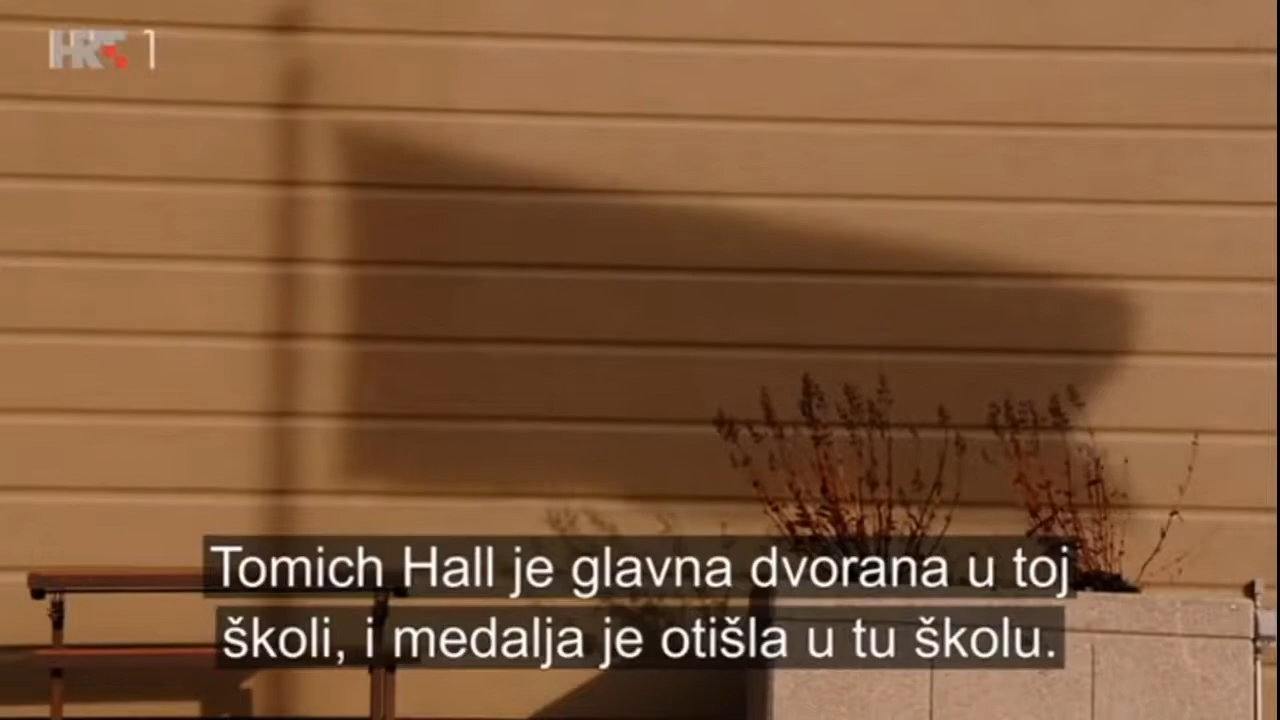 HRT 1
Tomich Hall je glavna dvorana u toj
školi, i medalja je otišla u tu školu.